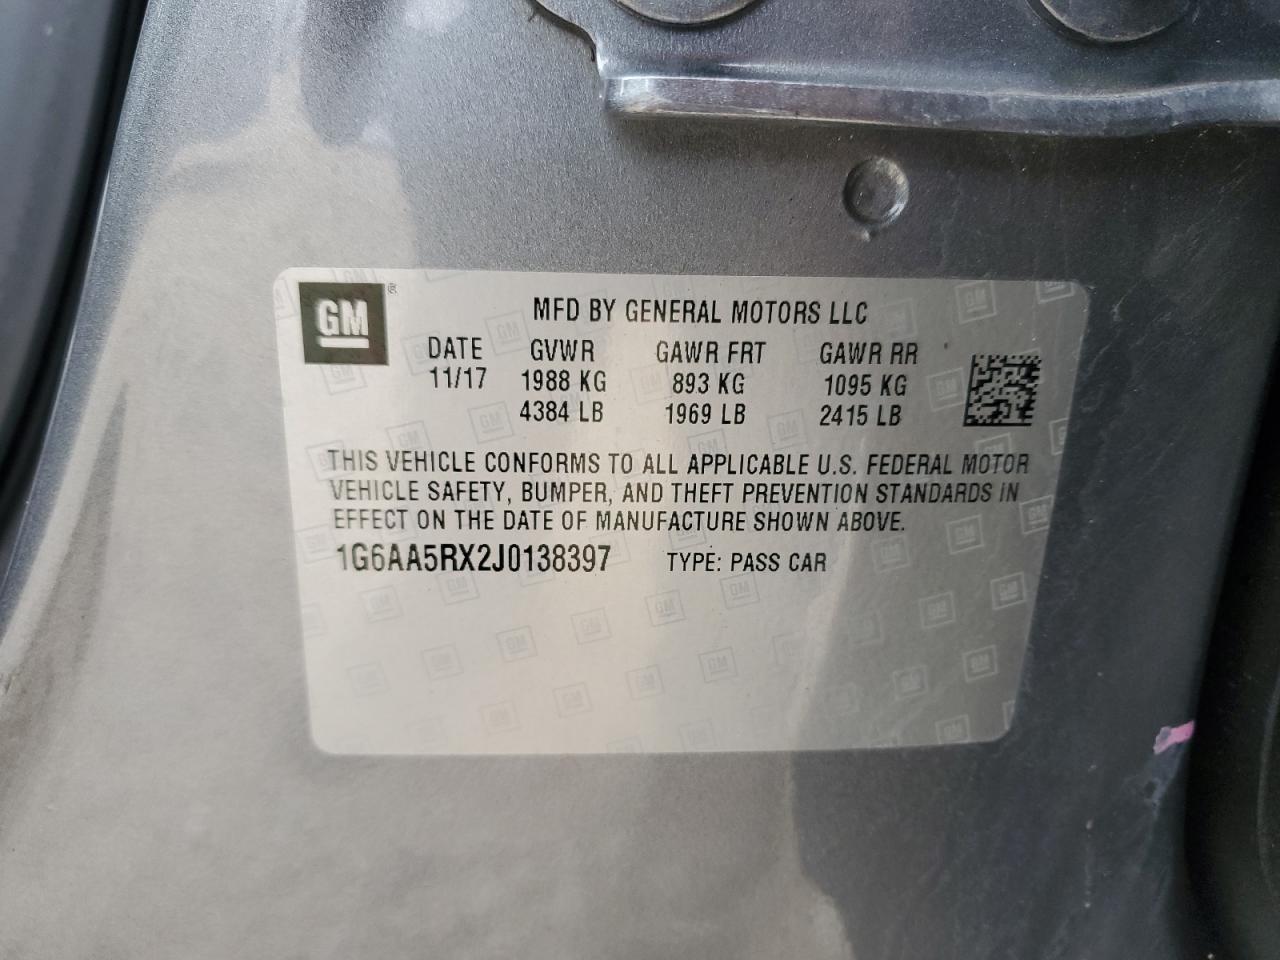 GM ®
MFD BY GENERAL MOTORS LLC
DATE GVWR GAWR FRT GAWR RR
11/17 1988 KG 893 KG 1095 KG
4384 LB 1969 LB 2415 LB
THIS VEHICLE CONFORMS TO ALL APPLICABLE U.S. FEDERAL MOTOR
VEHICLE SAFETY, BUMPER, AND THEFT PREVENTION STANDARDS IN
EFFECT ON THE DATE OF MANUFACTURE SHOWN ABOVE.
1G6AA5RX2J0138397 TYPE: PASS CAR